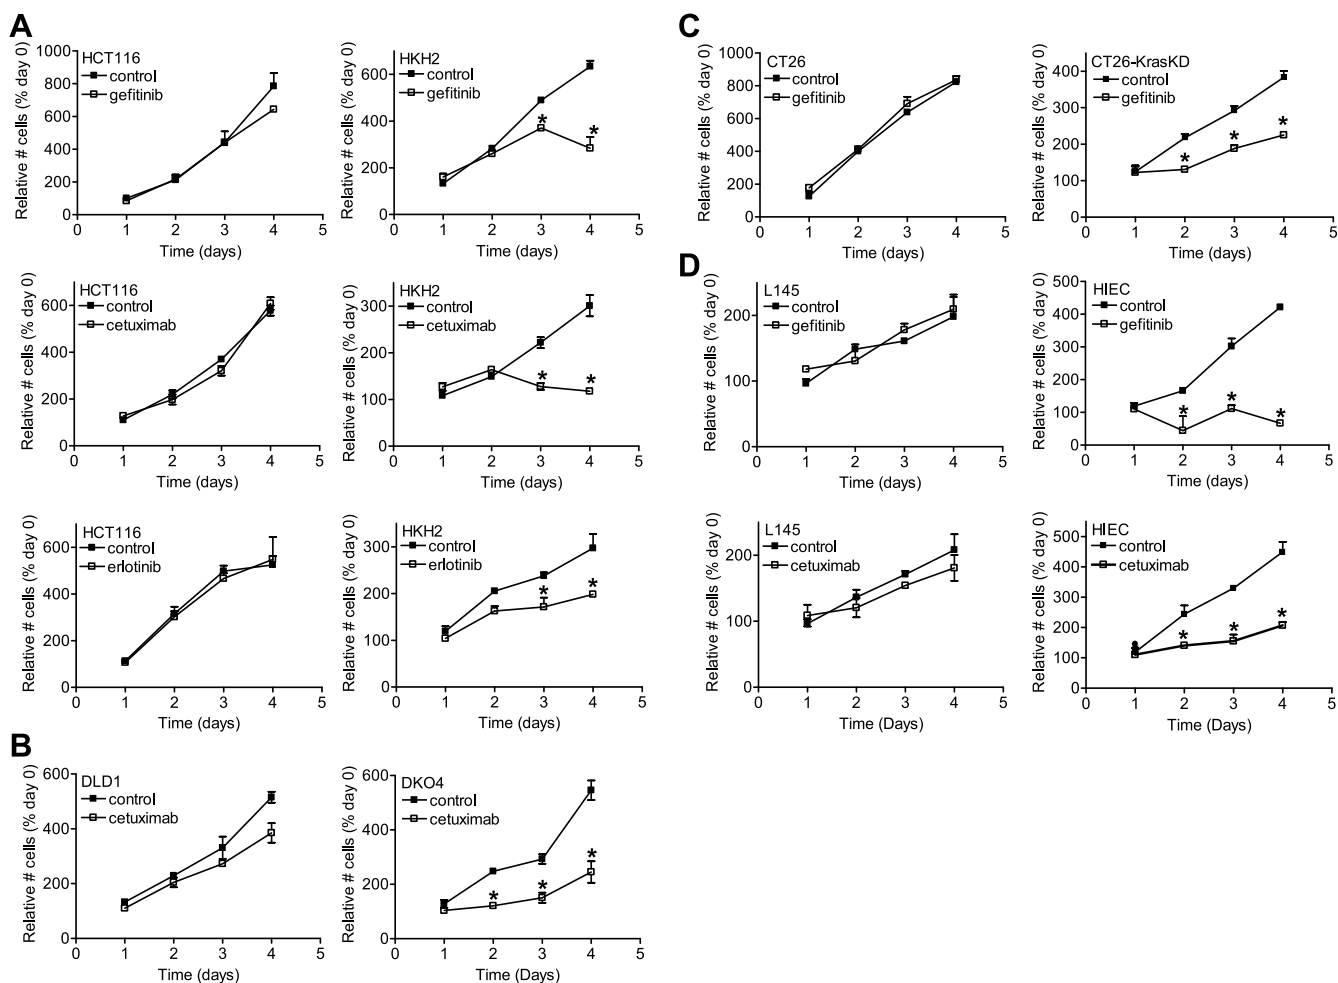 A
HCT116
control
gefitinib
Relative # cells (% day 0)
1000
800
600
400
200
0
0 1 2 3 4 5
Time (days)
HKH2
control
gefitinib
Relative # cells (% day 0)
600
400
200
0
* *
0 1 2 3 4 5
Time (days)
HCT116
control
cetuximab
Relative # cells (% day 0)
600
400
200
0
0 1 2 3 4 5
Time (days)
HKH2
control
cetuximab
Relative # cells (% day 0)
300
200
100
0
* *
0 1 2 3 4 5
Time (days)
HCT116
control
erlotinib
Relative # cells (% day 0)
600
400
200
0
0 1 2 3 4 5
Time (days)
HKH2
control
erlotinib
Relative # cells (% day 0)
300
200
100
0
* *
0 1 2 3 4 5
Time (days)
B
DLD1
control
cetuximab
Relative # cells (% day 0)
600
400
200
0
0 1 2 3 4 5
Time (days)
DKO4
control
cetuximab
Relative # cells (% day 0)
600
400
200
0
* * *
0 1 2 3 4 5
Time (Days)
C
CT26
control
gefitinib
Relative # cells (% day 0)
1000
800
600
400
200
0
0 1 2 3 4 5
Time (days)
CT26-KrasKD
control
gefitinib
Relative # cells (% day 0)
400
300
200
100
0
* * *
0 1 2 3 4 5
Time (days)
D
L145
control
gefitinib
Relative # cells (% day 0)
200
100
0
0 1 2 3 4 5
Time (days)
HIEC
control
gefitinib
Relative # cells (% day 0)
500
400
300
200
100
0
* * *
0 1 2 3 4 5
Time (days)
L145
control
cetuximab
Relative # cells (% day 0)
200
100
0
0 1 2 3 4 5
Time (Days)
HIEC
control
cetuximab
Relative # cells (% day 0)
500
400
300
200
100
0
* * *
0 1 2 3 4 5
Time (Days)